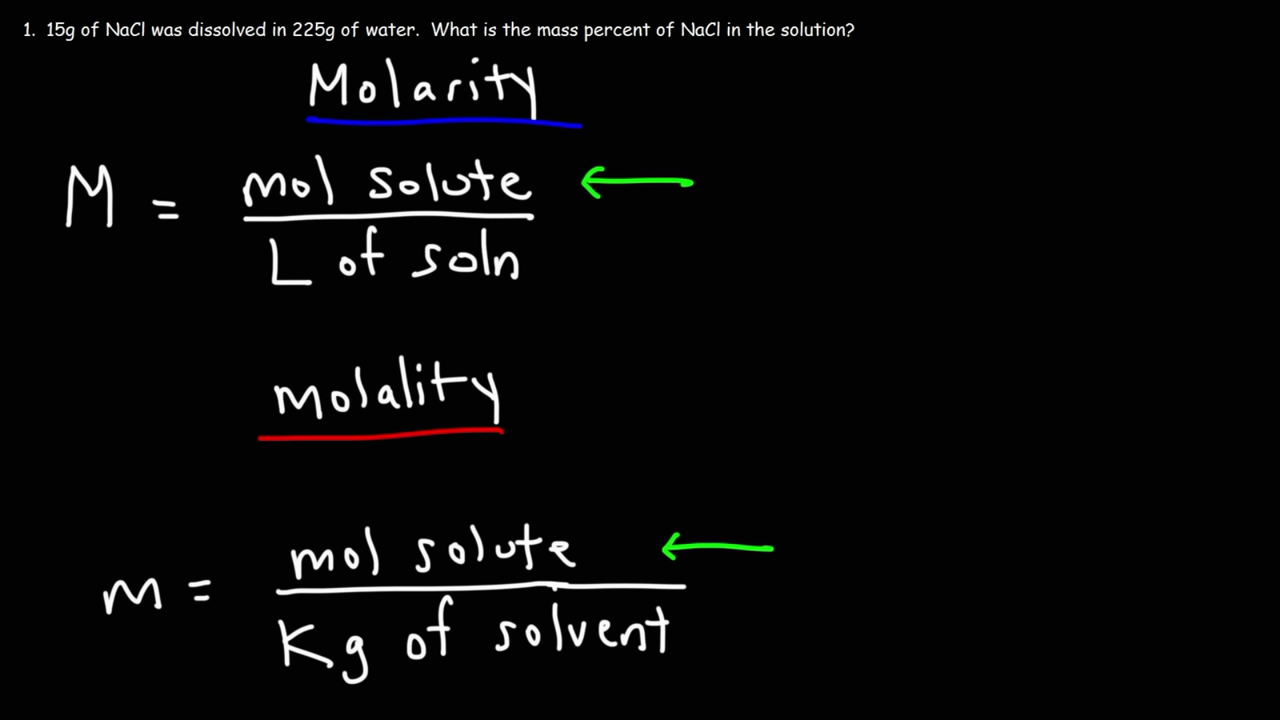 1. 15g of NaCl was dissolved in 225g of water. What is the mass percent of NaCl in the solution?
Molarity
M = mol solute
L of soln
molality
m = mol solute
Kg of solvent